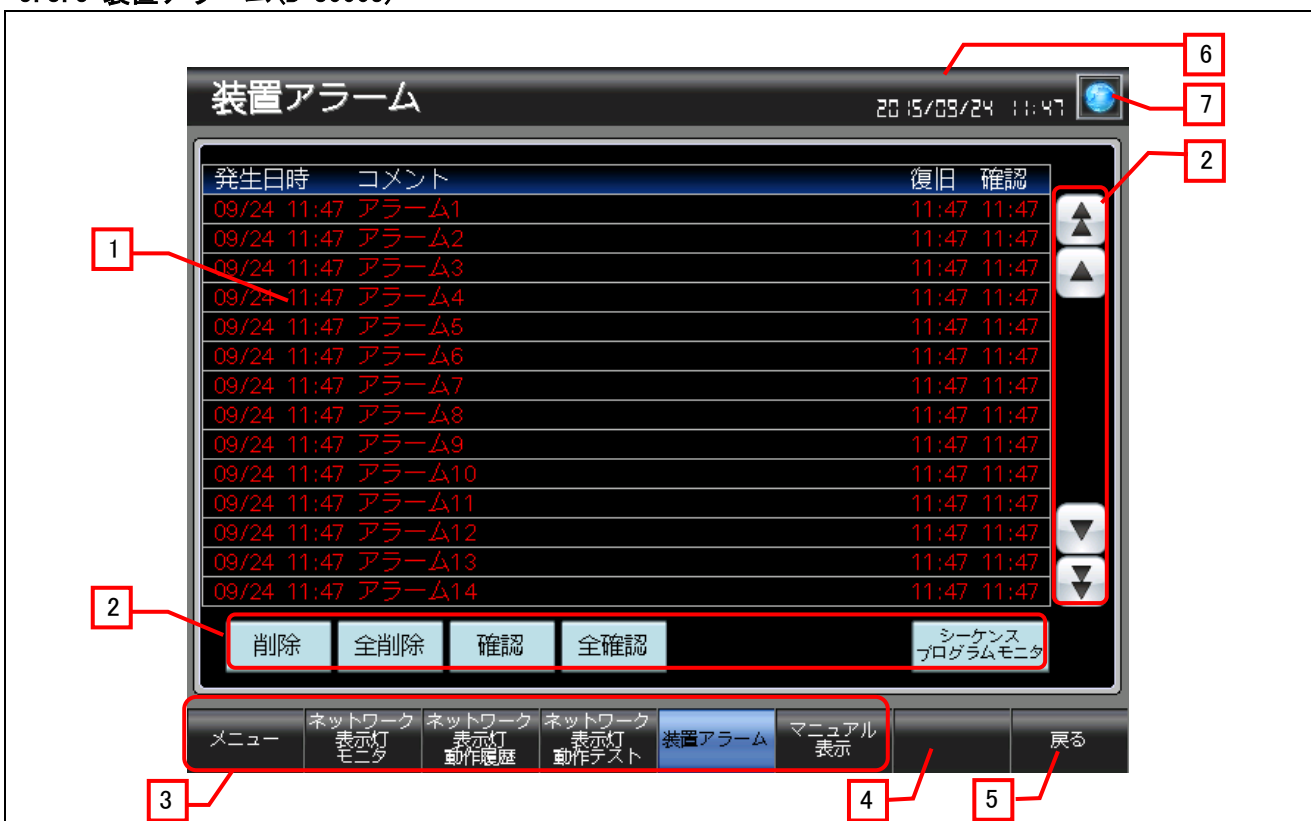 6
装置アラーム
2015/09/24 11:47
7
発生日時 コメント 復旧 確認
2
09/24 11:47 アラーム1 11:47 11:47
09/24 11:47 アラーム2 11:47 11:47
1
09/24 11:47 アラーム3 11:47 11:47
09/24 11:47 アラーム4 11:47 11:47
09/24 11:47 アラーム5 11:47 11:47
09/24 11:47 アラーム6 11:47 11:47
09/24 11:47 アラーム7 11:47 11:47
09/24 11:47 アラーム8 11:47 11:47
09/24 11:47 アラーム9 11:47 11:47
09/24 11:47 アラーム10 11:47 11:47
09/24 11:47 アラーム11 11:47 11:47
09/24 11:47 アラーム12 11:47 11:47
09/24 11:47 アラーム13 11:47 11:47
09/24 11:47 アラーム14 11:47 11:47
2
削除 全削除 確認 全確認
シーケンス
プログラムモニタ
メニュー
ネットワーク
表示灯
モニタ
ネットワーク
表示灯
動作履歴
ネットワーク
表示灯
動作テスト
装置アラーム
マニュアル
表示
戻る
3
4
5